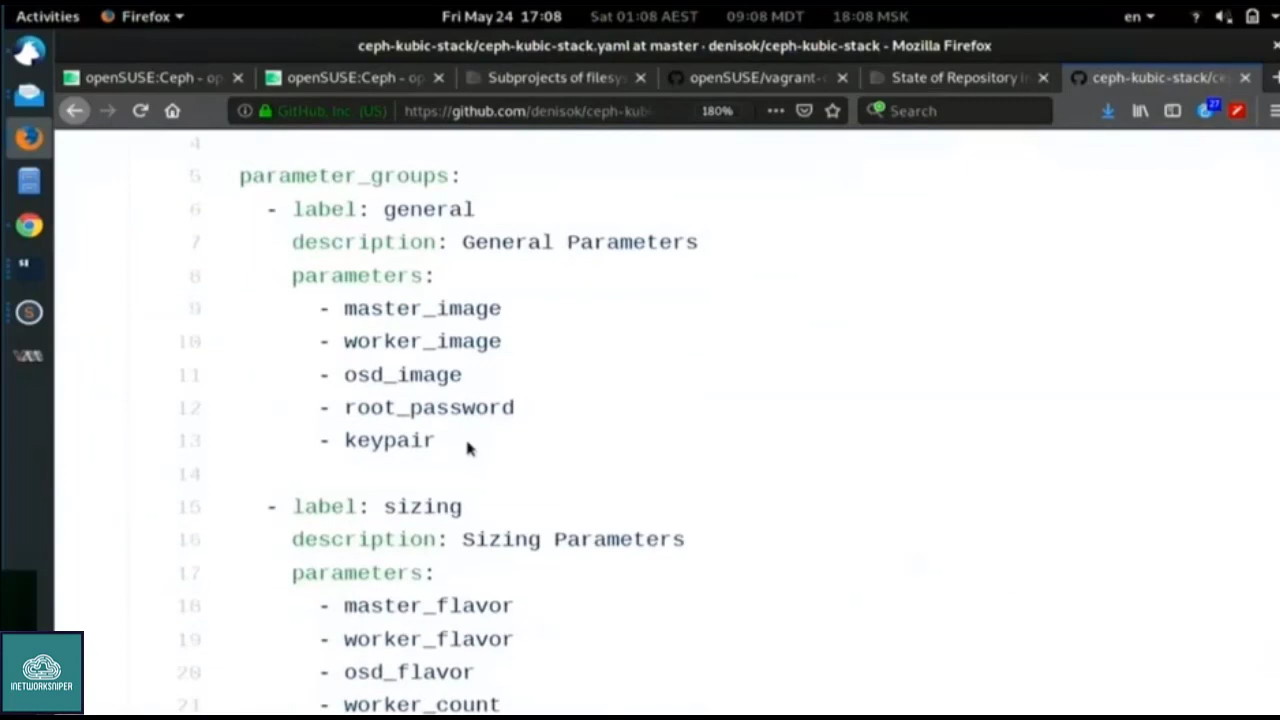 Activities Firefox Fri May 24 17:08 Sat 01:08 AEST 09:08 MDT 18:08 MSK en ?
ceph-kubic-stack/ceph-kubic-stack.yaml at master · denisok/ceph-kubic-stack - Mozilla Firefox
openSUSE:Ceph - op openSUSE:Ceph - op Subprojects of filesy openSUSE/vagrant- State of Repository i ceph-kubic-stack/ce
GitHub, Inc. (US) https://github.com/denisok/ceph-kub 180% Search 27
4
5 parameter_groups:
6 - label: general
7 description: General Parameters
8 parameters:
9 - master_image
10 - worker_image
11 - osd_image
12 - root_password
13 - keypair
14
15 - label: sizing
16 description: Sizing Parameters
17 parameters:
18 - master_flavor
19 - worker_flavor
20 - osd_flavor
21 - worker_count
INETWORKSNIPER